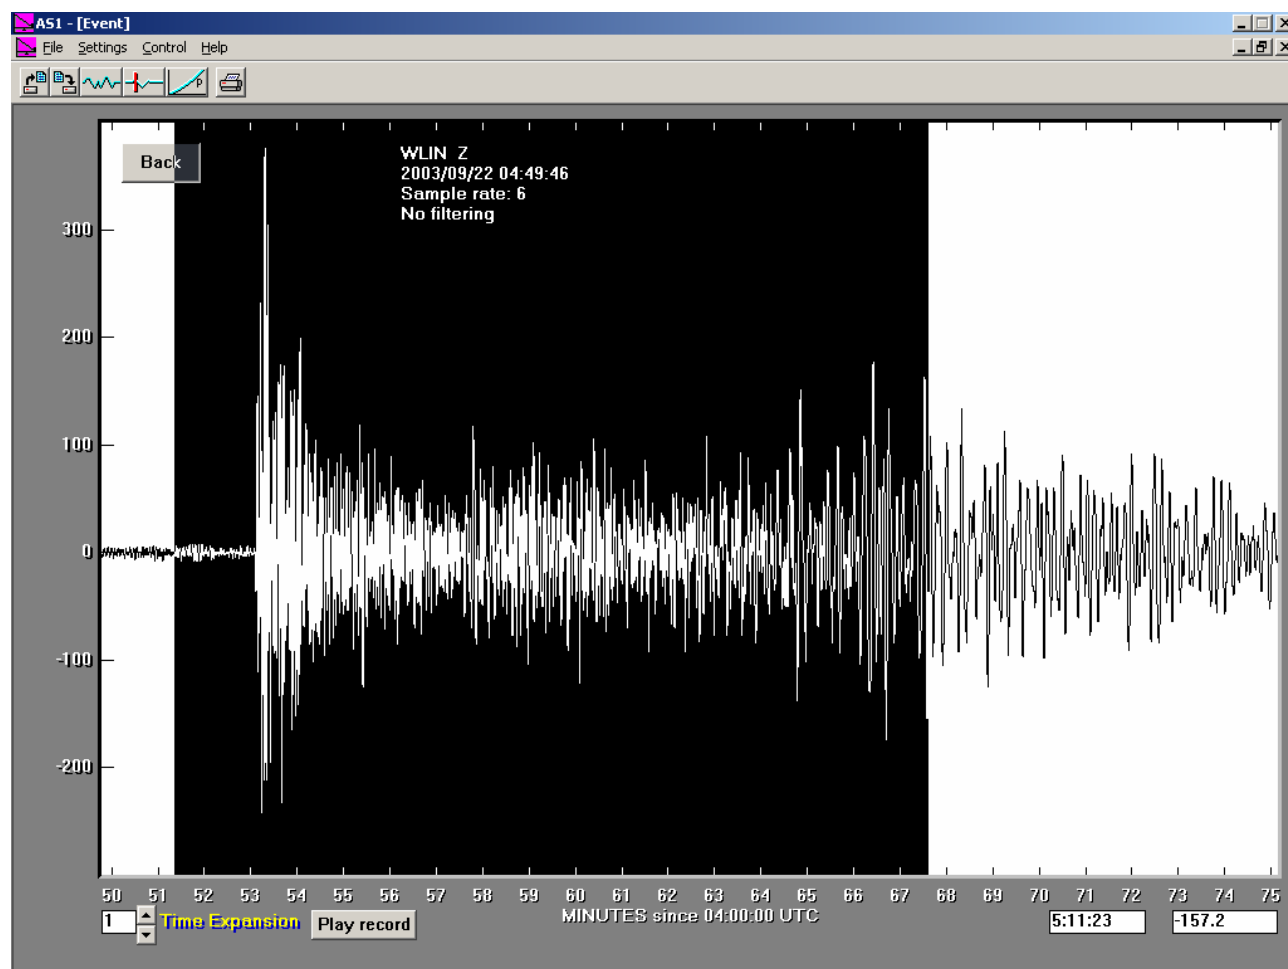 AS1 - [Event]
File Settings Control Help
P
Back
WLIN Z
2003/09/22 04:49:46
Sample rate: 6
No filtering
300
200
100
0
-100
-200
50 51 52 53 54 55 56 57 58 59 60 61 62 63 64 65 66 67 68 69 70 71 72 73 74 75
MINUTES since 04:00:00 UTC
1 Time Expansion Play record 5:11:23 -157.2